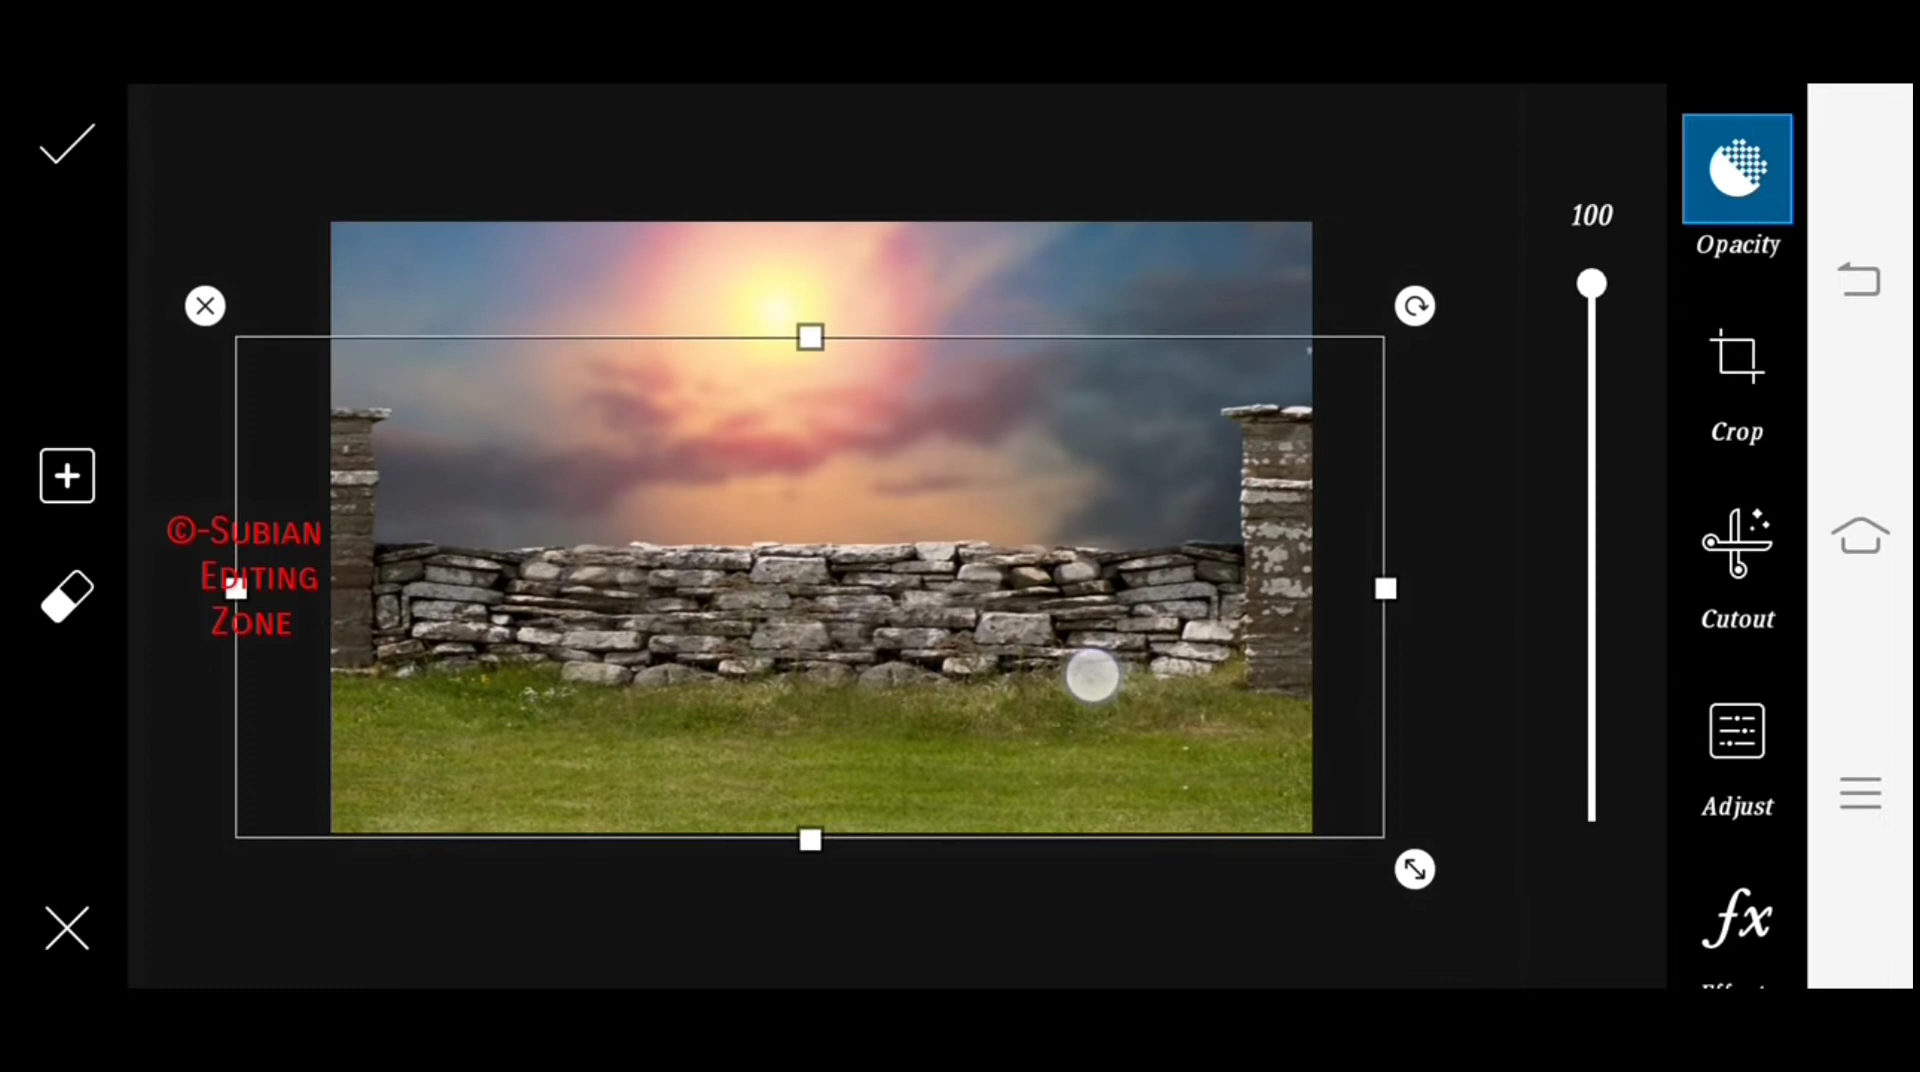 100
Opacity
Crop
©-Subian
Editing
Zone
Cutout
Adjust
fx